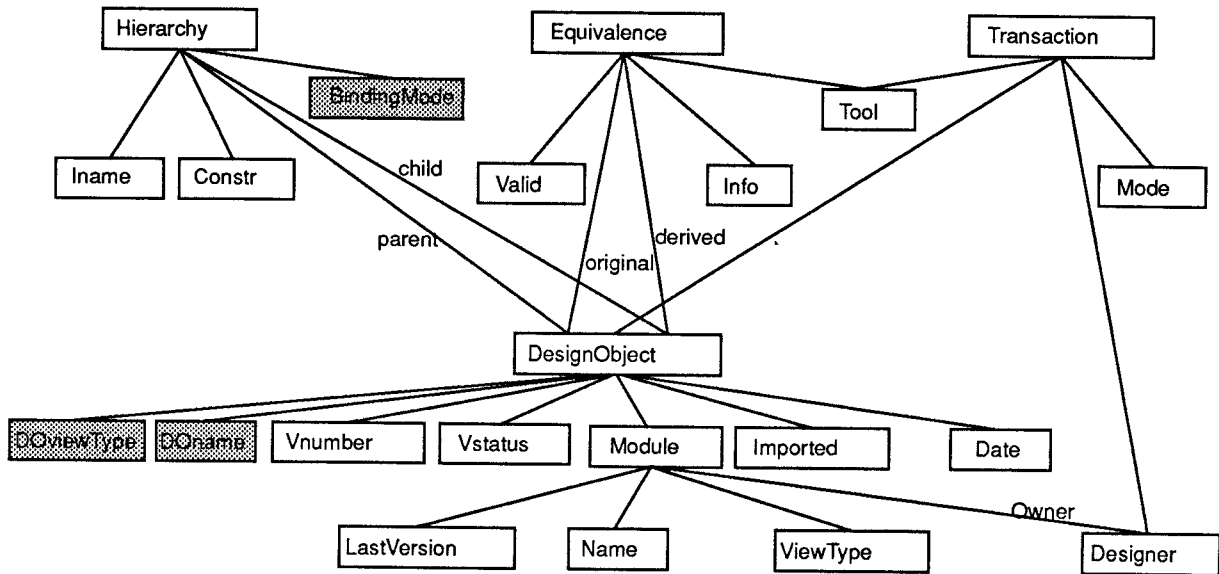 Hierarchy
Equivalence
Transaction
BindingMode
Tool
Iname
Constr
child
Valid
Info
Mode
parent
original
derived
DesignObject
DOviewType
DOname
Vnumber
Vstatus
Module
Imported
Date
Owner
LastVersion
Name
ViewType
Designer